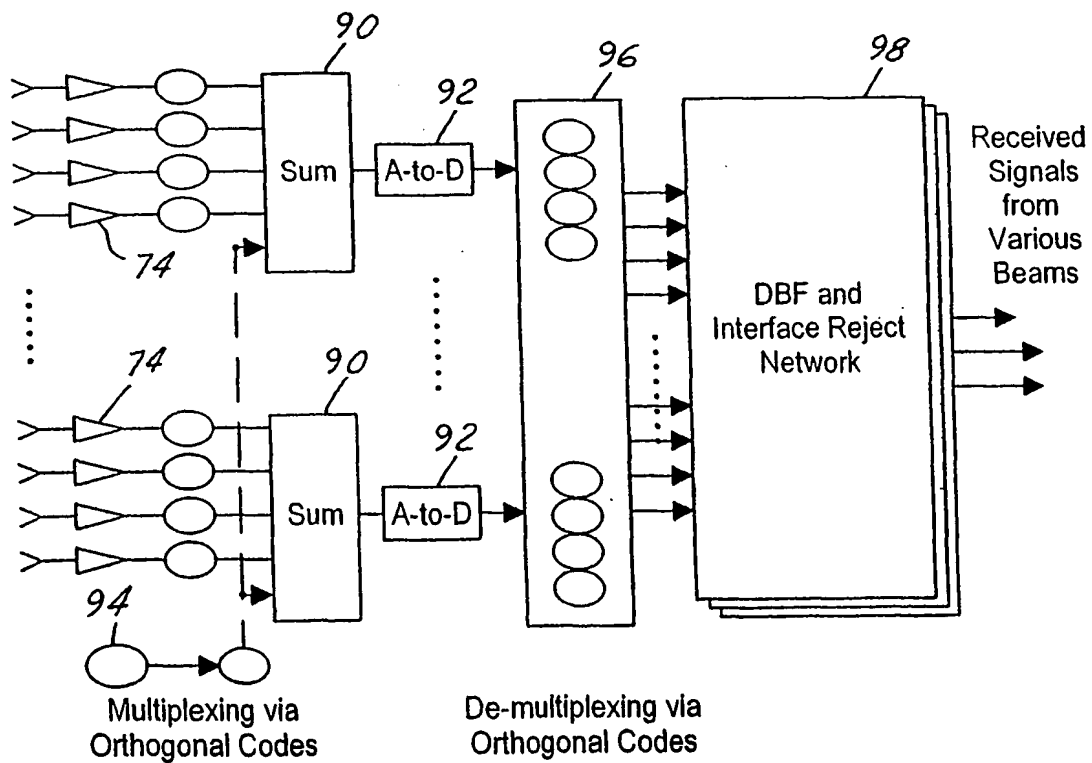 90
96
98
92
Received
Signals
from
Various
Beams
Sum
A-to-D
74
DBF and
Interface Reject
Network
74
90
92
Sum
A-to-D
94
Multiplexing via
Orthogonal Codes
De-multiplexing via
Orthogonal Codes